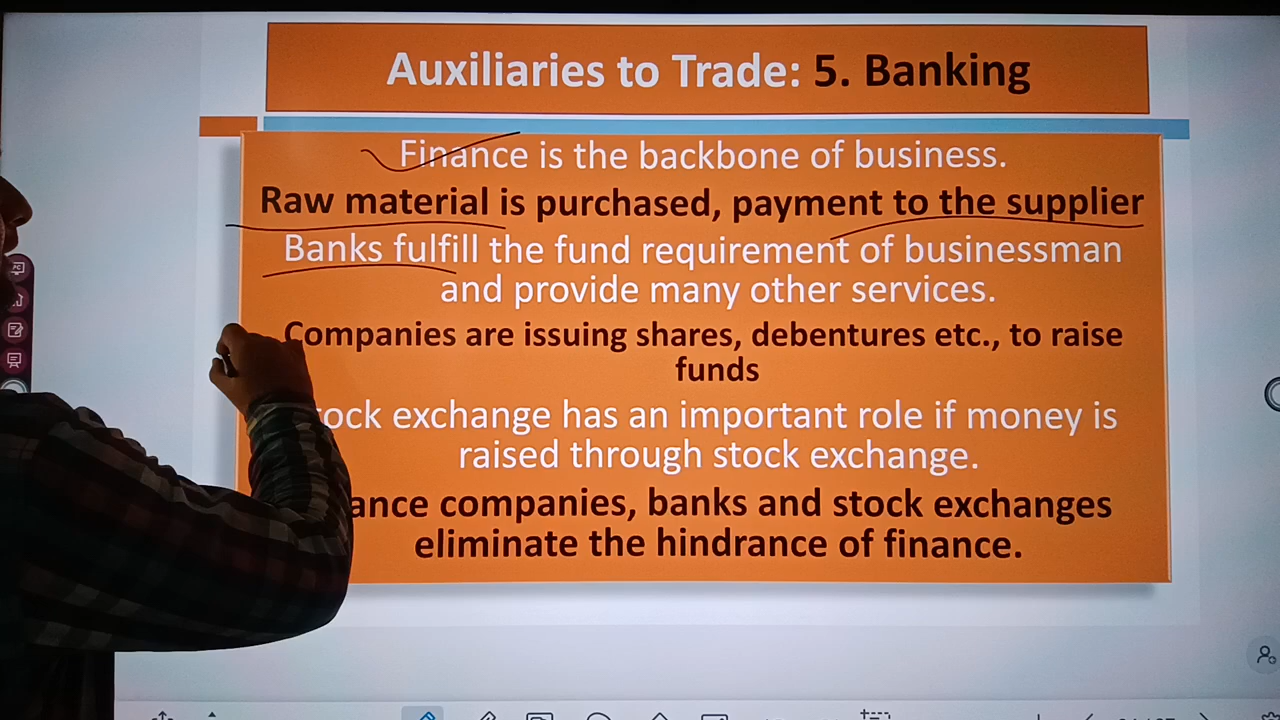 Auxiliaries to Trade: 5. Banking
Finance is the backbone of business.
Raw material is purchased, payment to the supplier
Banks fulfill the fund requirement of businessman
and provide many other services.
Companies are issuing shares, debentures etc., to raise
funds
exchange has an important role if money is
raised through stock exchange.
companies, banks and stock exchanges
eliminate the hindrance of finance.